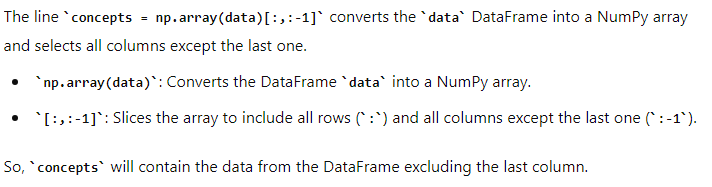 The line `concepts = np.array(data)[:,:-1]` converts the `data` DataFrame into a NumPy array
and selects all columns except the last one.
• `np.array(data)`: Converts the DataFrame `data` into a NumPy array.
• `[:,:-1]`: Slices the array to include all rows (`:`) and all columns except the last one (`:-1`).
So, `concepts` will contain the data from the DataFrame excluding the last column.